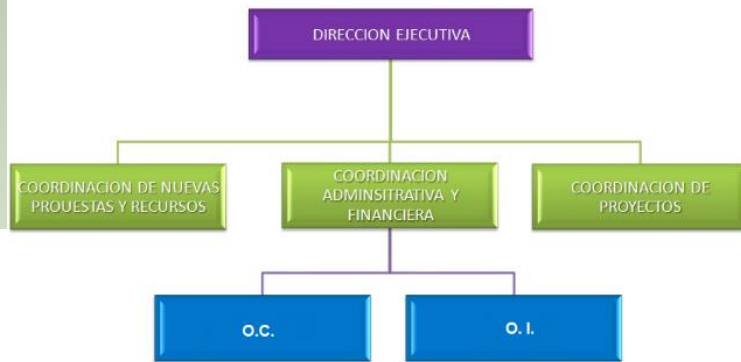 DIRECCION EJECUTIVA
COORDINACION DE NUEVAS
PROUESTAS Y RECURSOS
COORDINACION
ADMINSITRATIVA Y
FINANCIERA
COORDINACION DE
PROYECTOS
O.C.
O. I.